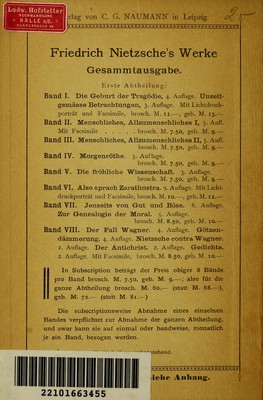 Ludw. Hofstetter
BUCHHANDLUNG
HALLE a/S.
von C. G. NAUMANN in Leipzig.
Friedrich Nietzsche's Werke
Gesammtausgabe.
Erste Abtheilung:
Band I. Die Geburt der Tragödie, 4. Auflage. Unzeit-
gemässe Betrachtungen, 3. Auflage. Mit Lichtdruck-
porträt und Facsimile, brosch. M. 11.—, geb. M. 13.—.
Band II. Menschliches, Allzumenschliches I, 3. Aufl.
Mit Facsimile . . . . . brosch. M. 7.50, geb. M. 9.—.
Band III. Menschliches, Allzumenschliches II, 5. Aufl.
brosch. M. 7.50, geb. M. 9.—.
Band IV. Morgenröthe. 3. Auflage.
brosch. M. 7.50, geb. M. 9.—.
Band V. Die fröhliche Wissenschaft. 3. Auflage.
brosch. M. 7.50, geb. M. 9.—.
Band VI. Also sprach Zarathustra. 9. Auflage. Mit Licht-
druckporträt und Facsimile, brosch. M. 10.—, geb. M. 12.—.
Band VII. Jenseits von Gut und Böse. 6. Auflage.
Zur Genealogie der Moral. 5. Auflage.
brosch. M. 8.50, geb. M. 10.—.
Band VIII. Der Fall Wagner. 4. Auflage. Götzen-
dämmerung, 4. Auflage. Nietzsche contra Wagner.
2. Auflage. Der Antichrist. 2. Auflage. Gedichte.
2. Auflage. Mit Facsimile, brosch. M. 8.50, geb. M. 10.—.
In Subscription beträgt der Preis obiger 8 Bände
pro Band brosch. M. 7.50, geb. M. 9.—; also für die
ganze Abtheilung brosch. M. 60.— (statt M. 68.—),
geb. M. 72.— (statt M. 81.—)
Die subscriptionsweise Abnahme eines einzelnen
Bandes verpflichtet zur Abnahme der ganzen Abtheilung,
und zwar kann sie auf einmal oder bandweise, monatlich
je ein Band, bezogen werden.
Anhang.
22101663455